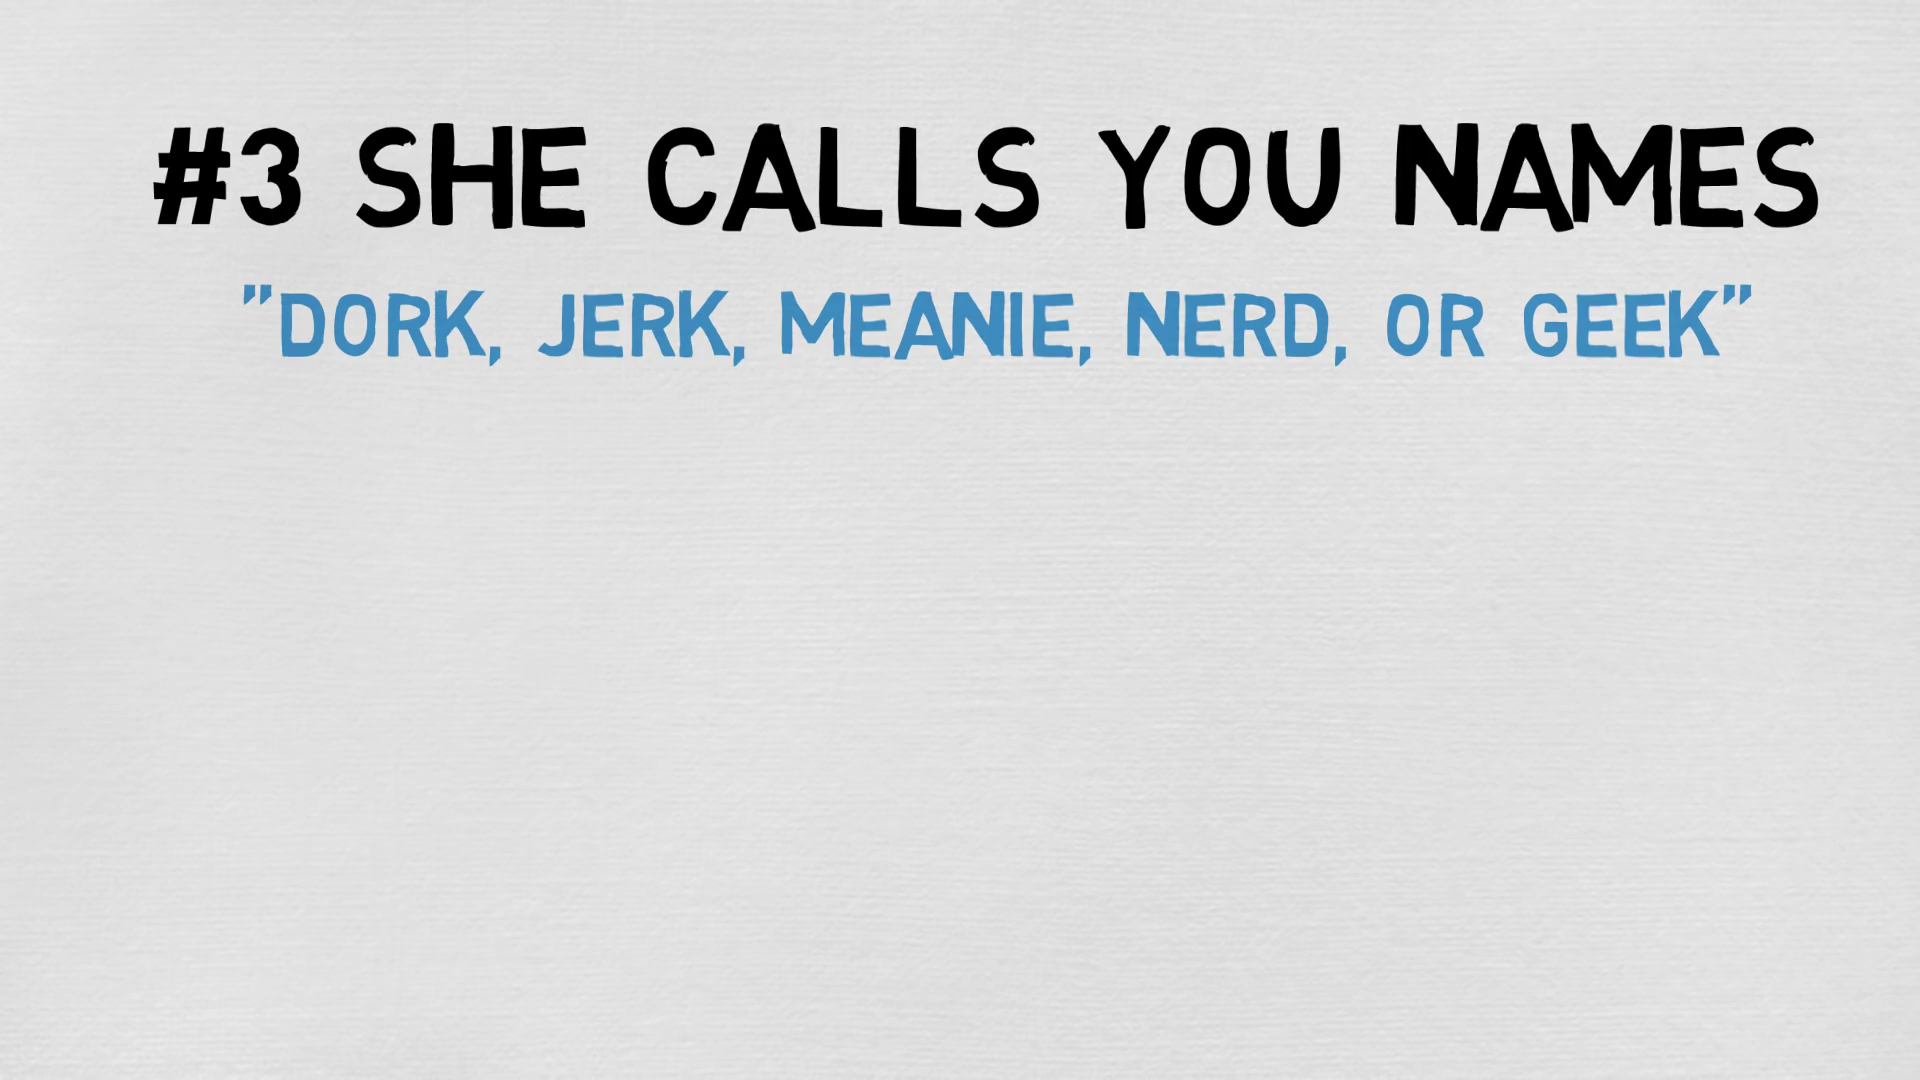 #3 SHE CALLS YOU NAMES
"DORK, JERK, MEANIE, NERD, OR GEEK"